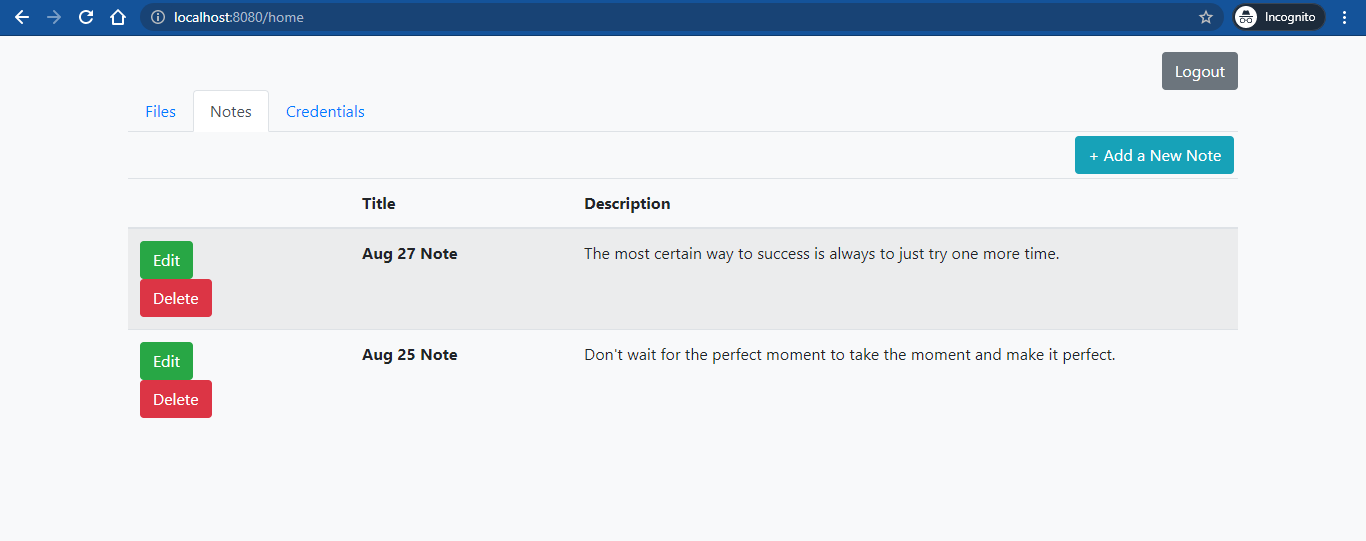 localhost:8080/home
Incognito
Logout
Files Notes Credentials
+ Add a New Note
Title Description
Edit Aug 27 Note The most certain way to success is always to just try one more time.
Delete
Edit Aug 25 Note Don't wait for the perfect moment to take the moment and make it perfect.
Delete